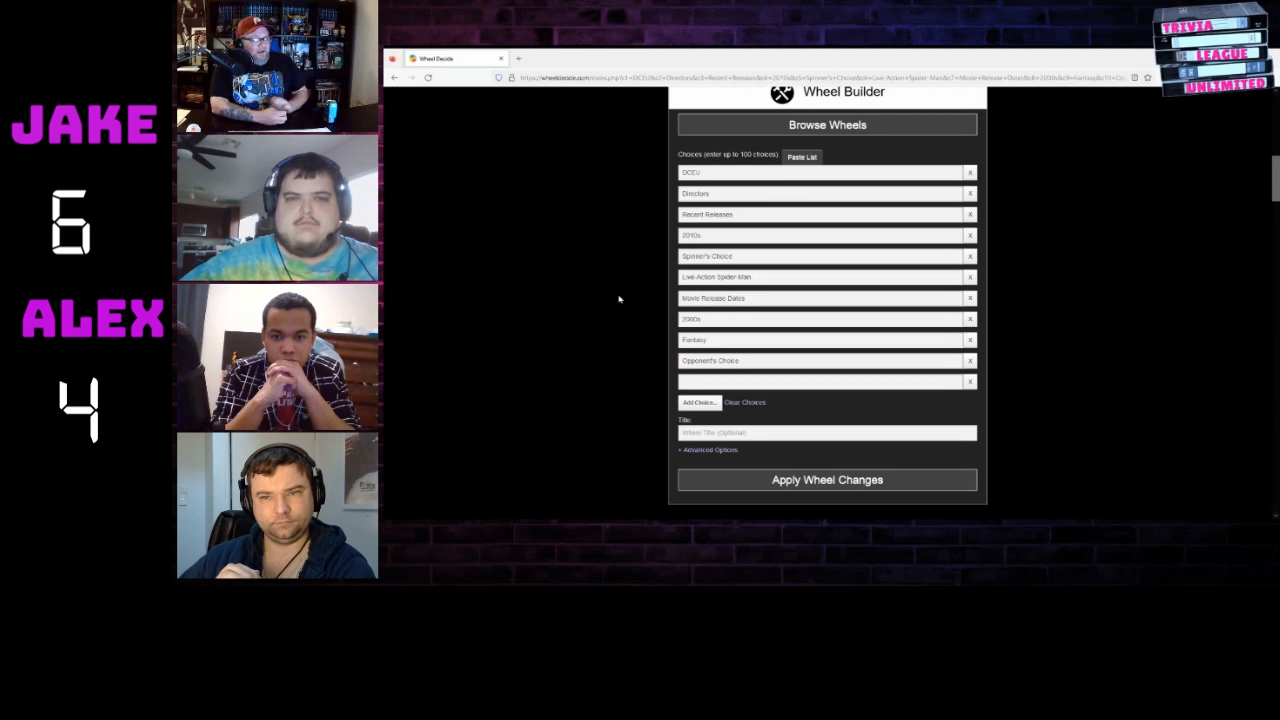 JAKE
6
ALEX
4
TRIVIA
LEAGUE
UNLIMITED
Wheel Decide
Wheel Builder
Browse Wheels
Choices (enter up to 100 choices)
Paste List
DCEU
X
Directors
X
Recent Releases
X
2010s
X
Spinner's Choice
X
Live-Action Spider-Man
X
Movie Release Dates
X
2000s
X
Fantasy
X
Opponent's Choice
X
X
Add Choice...
Clear Choices
Title:
Wheel Title (Optional)
+ Advanced Options
Apply Wheel Changes